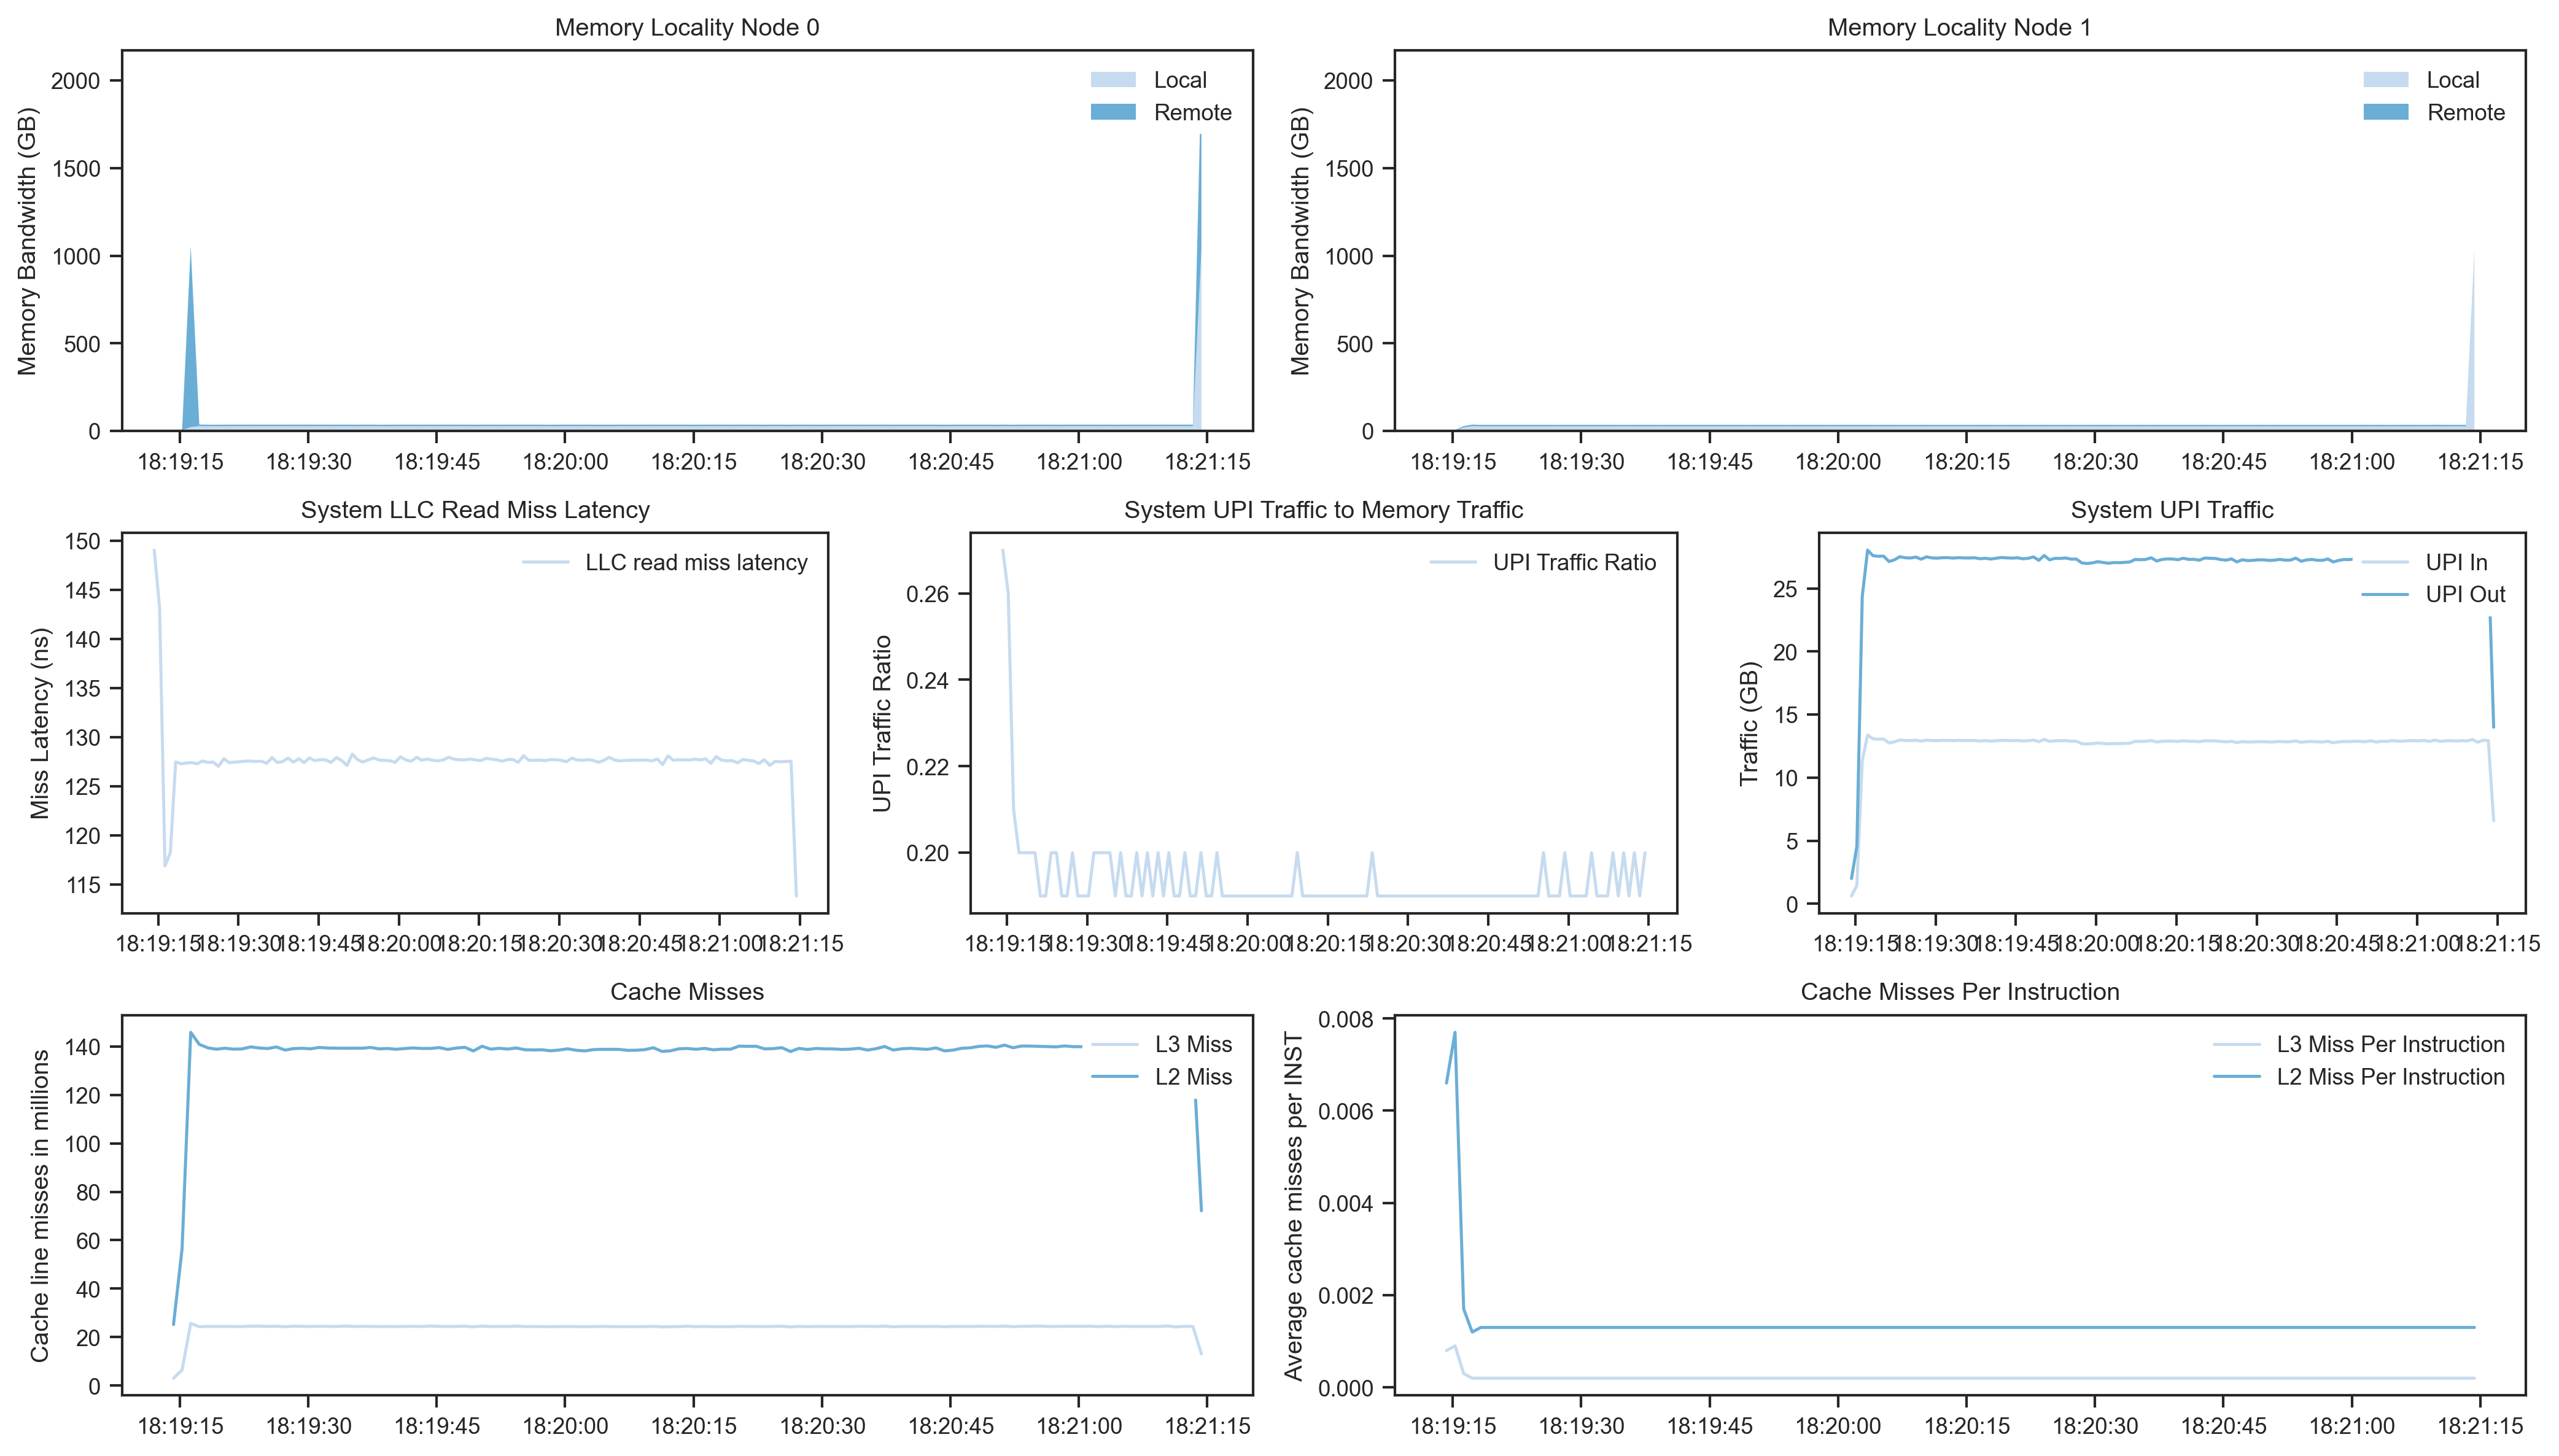 Memory Locality Node 0
Memory Bandwidth (GB)
2000
1500
1000
500
0
Local
Remote
18:19:15 18:19:30 18:19:45 18:20:00 18:20:15 18:20:30 18:20:45 18:21:00 18:21:15
Memory Locality Node 1
Memory Bandwidth (GB)
2000
1500
1000
500
0
Local
Remote
18:19:15 18:19:30 18:19:45 18:20:00 18:20:15 18:20:30 18:20:45 18:21:00 18:21:15
System LLC Read Miss Latency
Miss Latency (ns)
150
145
140
135
130
125
120
115
LLC read miss latency
18:19:15 18:19:30 18:19:45 18:20:00 18:20:15 18:20:30 18:20:45 18:21:00 18:21:15
System UPI Traffic to Memory Traffic
UPI Traffic Ratio
0.26
0.24
0.22
0.20
UPI Traffic Ratio
18:19:15 18:19:30 18:19:45 18:20:00 18:20:15 18:20:30 18:20:45 18:21:00 18:21:15
System UPI Traffic
Traffic (GB)
25
20
15
10
5
0
UPI In
UPI Out
18:19:15 18:19:30 18:19:45 18:20:00 18:20:15 18:20:30 18:20:45 18:21:00 18:21:15
Cache Misses
Cache line misses in millions
140
120
100
80
60
40
20
0
L3 Miss
L2 Miss
18:19:15 18:19:30 18:19:45 18:20:00 18:20:15 18:20:30 18:20:45 18:21:00 18:21:15
Cache Misses Per Instruction
Average cache misses per INST
0.008
0.006
0.004
0.002
0.000
L3 Miss Per Instruction
L2 Miss Per Instruction
18:19:15 18:19:30 18:19:45 18:20:00 18:20:15 18:20:30 18:20:45 18:21:00 18:21:15